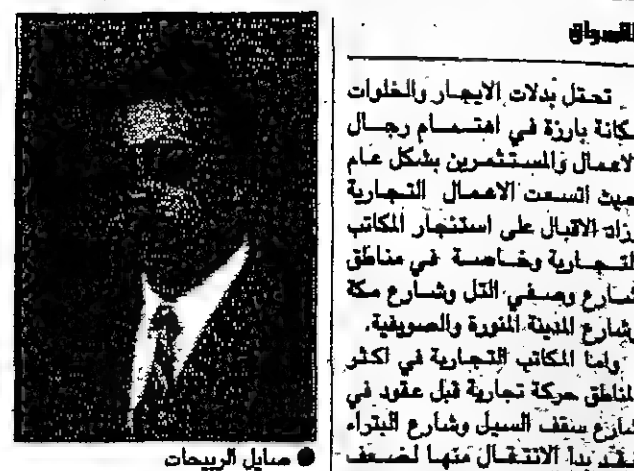 تحتل بدلات الايجار والخلوات
مكانة بارزة في اهتمام رجال
الاعمال والمستثمرين بشكل عام
حيث اتسعت الاعمال التجارية
وزاد الاقبال على استئجار المكاتب
التجارية وخاصة في مناطق
شارع وصفي التل وشارع مكة
وشارع المدينة المنورة والصويفية.
واما المكاتب التجارية في اكثر
المناطق حركة تجارية قبل عقود في
شارع سقف السيل وشارع البتراء
فقد بدا الانتقال منها لضعف
● صايل الربيحات